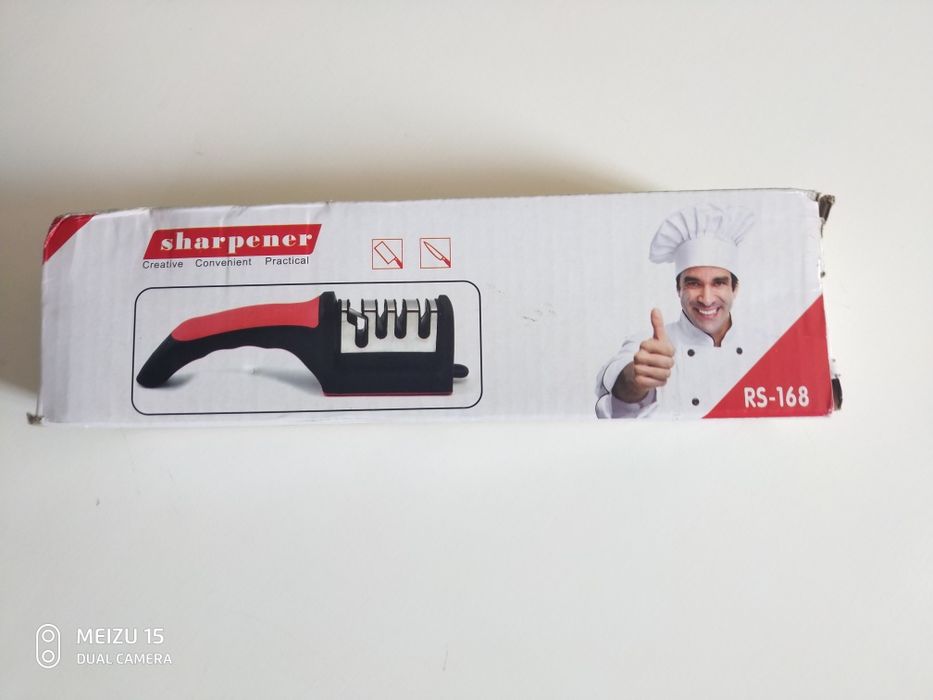 sharpener
Creative Convenient Practical
RS-168
MEIZU 15
DUAL CAMERA